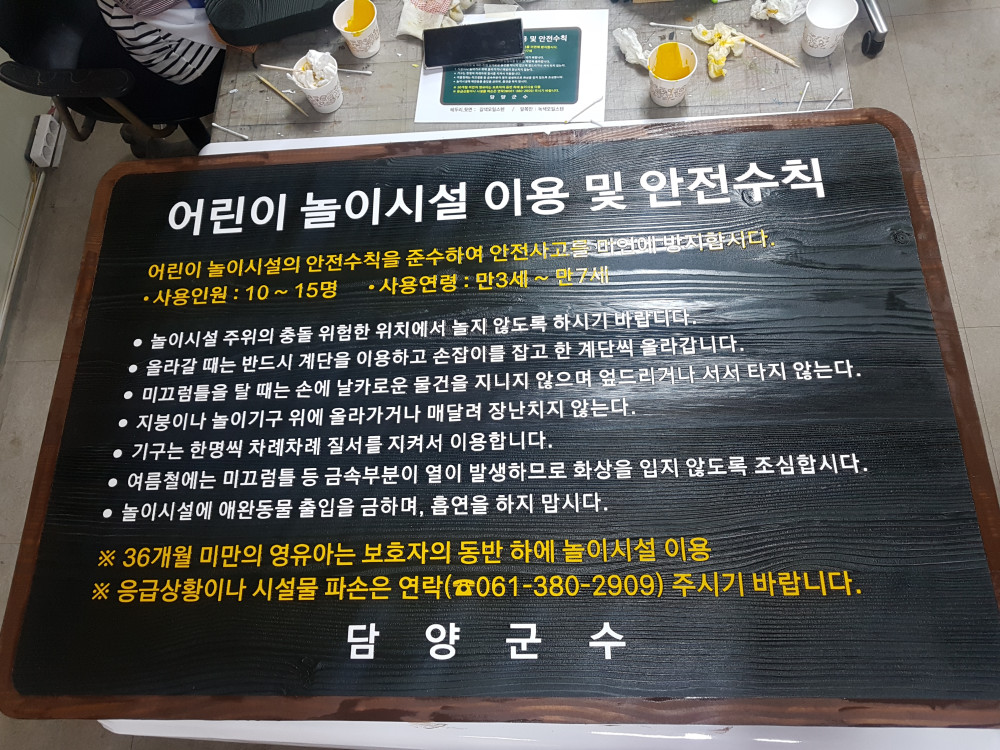 및 안전수칙
담 양 군 수
어린이 놀이시설 이용 및 안전수칙
어린이 놀이시설의 안전수칙을 준수하여 안전사고를 미연에 방지합시다.
•사용인원 : 10 ~ 15명 •사용연령 : 만3세 ~ 만7세
● 놀이시설 주위의 충돌 위험한 위치에서 놀지 않도록 하시기 바랍니다.
● 올라갈 때는 반드시 계단을 이용하고 손잡이를 잡고 한 계단씩 올라갑니다.
● 미끄럼틀을 탈 때는 손에 날카로운 물건을 지니지 않으며 엎드리거나 서서 타지 않는다.
● 지붕이나 놀이기구 위에 올라가거나 매달려 장난치지 않는다.
● 기구는 한명씩 차례차례 질서를 지켜서 이용합니다.
● 여름철에는 미끄럼틀 등 금속부분이 열이 발생하므로 화상을 입지 않도록 조심합시다.
● 놀이시설에 애완동물 출입을 금하며, 흡연을 하지 맙시다.
※ 36개월 미만의 영유아는 보호자의 동반 하에 놀이시설 이용
※ 응급상황이나 시설물 파손은 연락(☎061-380-2909) 주시기 바랍니다.
담 양 군 수